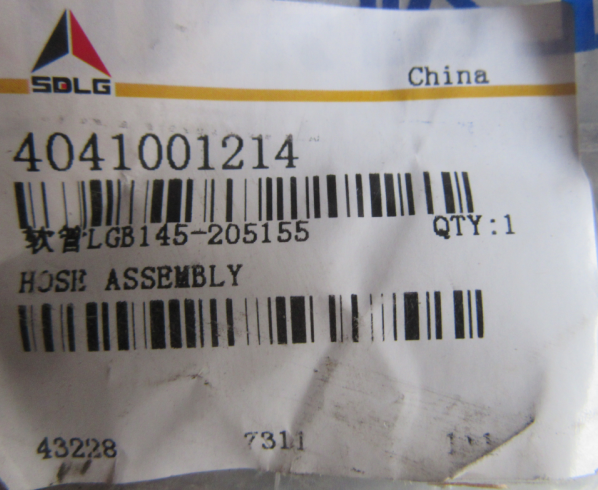 SDLG
China
4041001214
软管LGB145-205155 QTY:1
HOSE ASSEMBLY
43228 7311